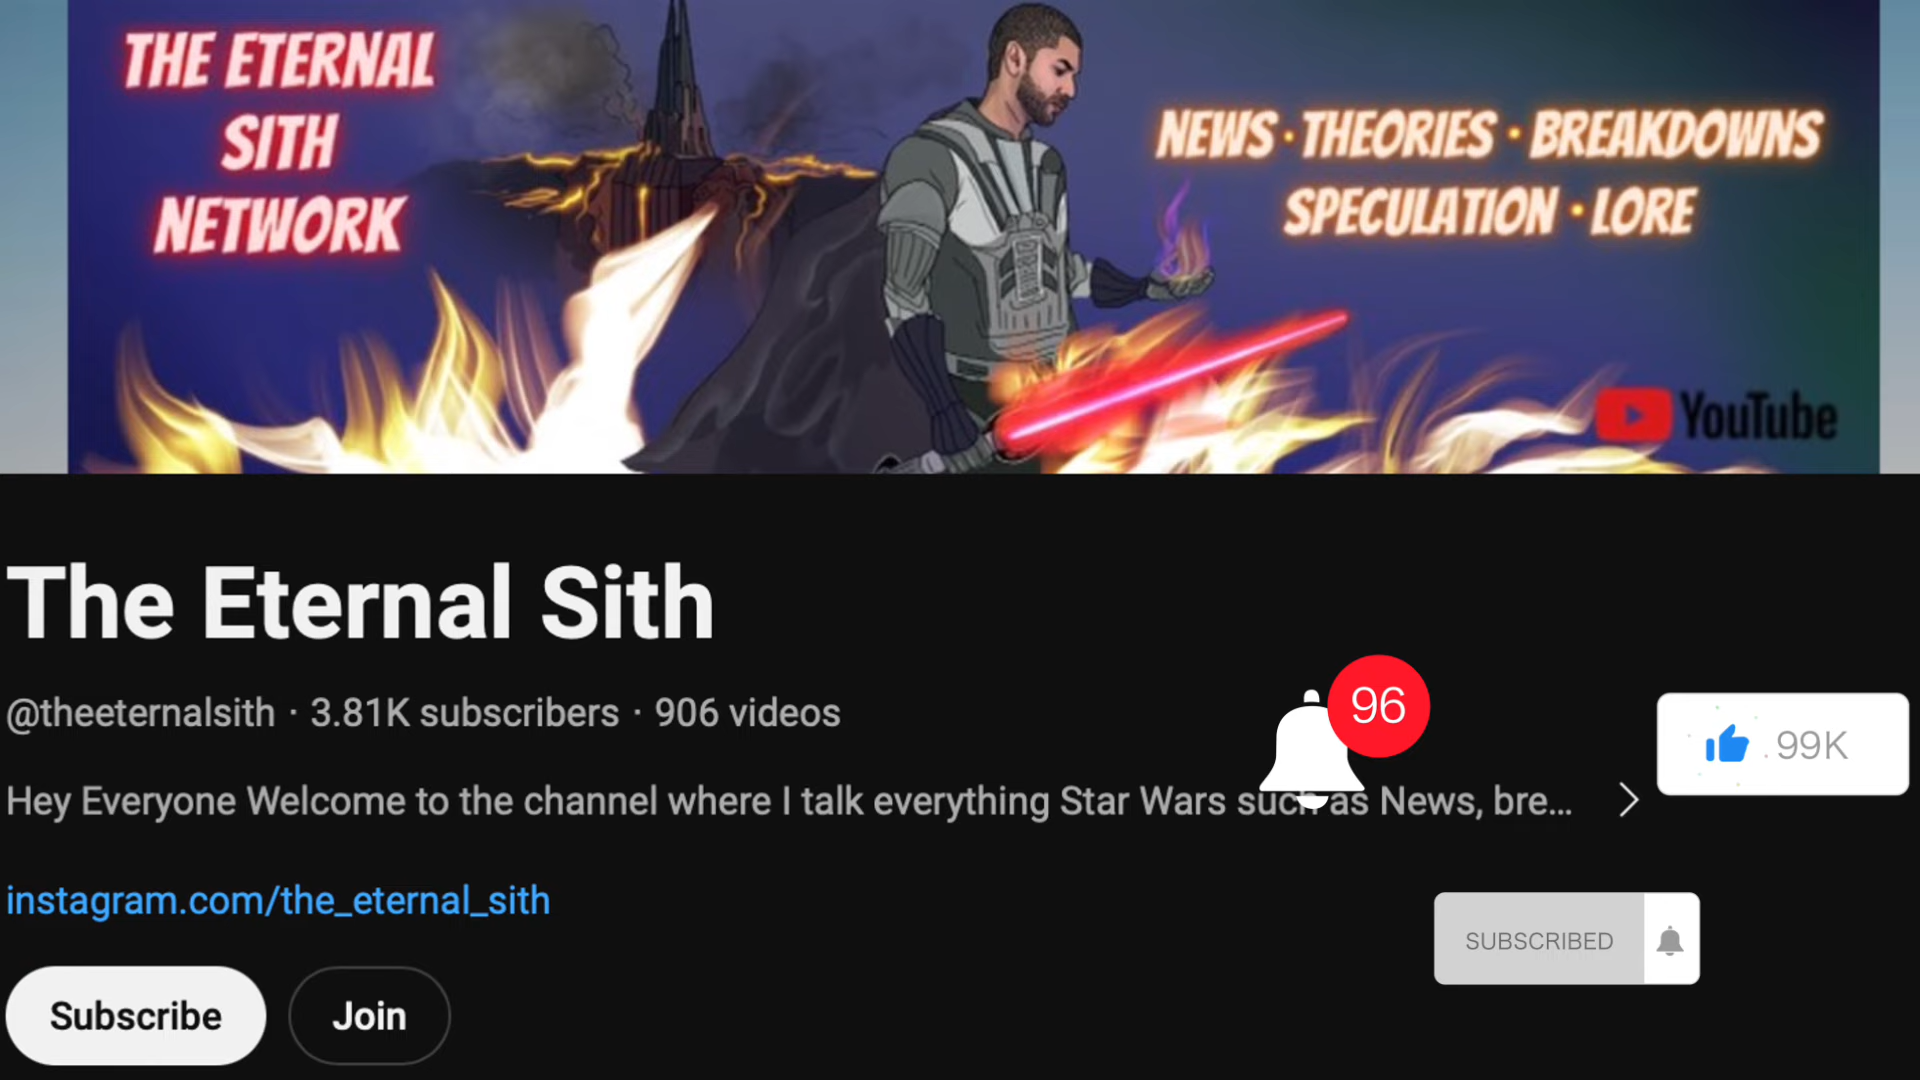 THE ETERNAL
SITH
NETWORK
NEWS · THEORIES · BREAKDOWNS
SPECULATION · LORE
YouTube
The Eternal Sith
@theeternalsith · 3.81K subscribers · 906 videos
96
99K
Hey Everyone Welcome to the channel where I talk everything Star Wars such as News, bre...
instagram.com/the_eternal_sith
SUBSCRIBED
Subscribe
Join